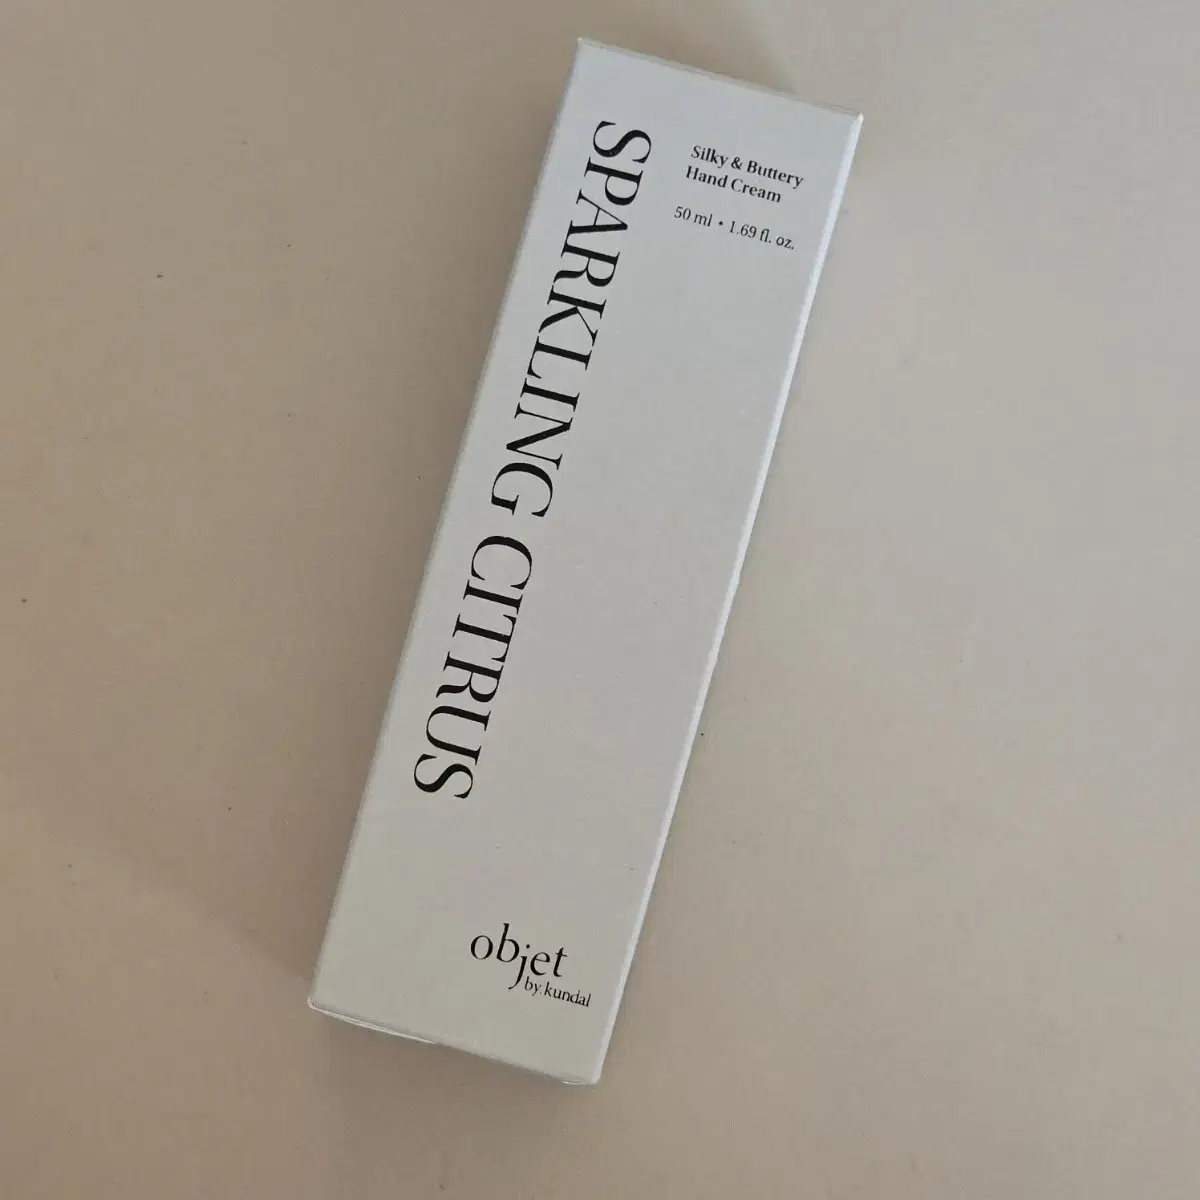 Silky & Buttery
Hand Cream
50 ml • 1.69 fl. oz.
SPARKLING CITRUS
objet
by. kundal